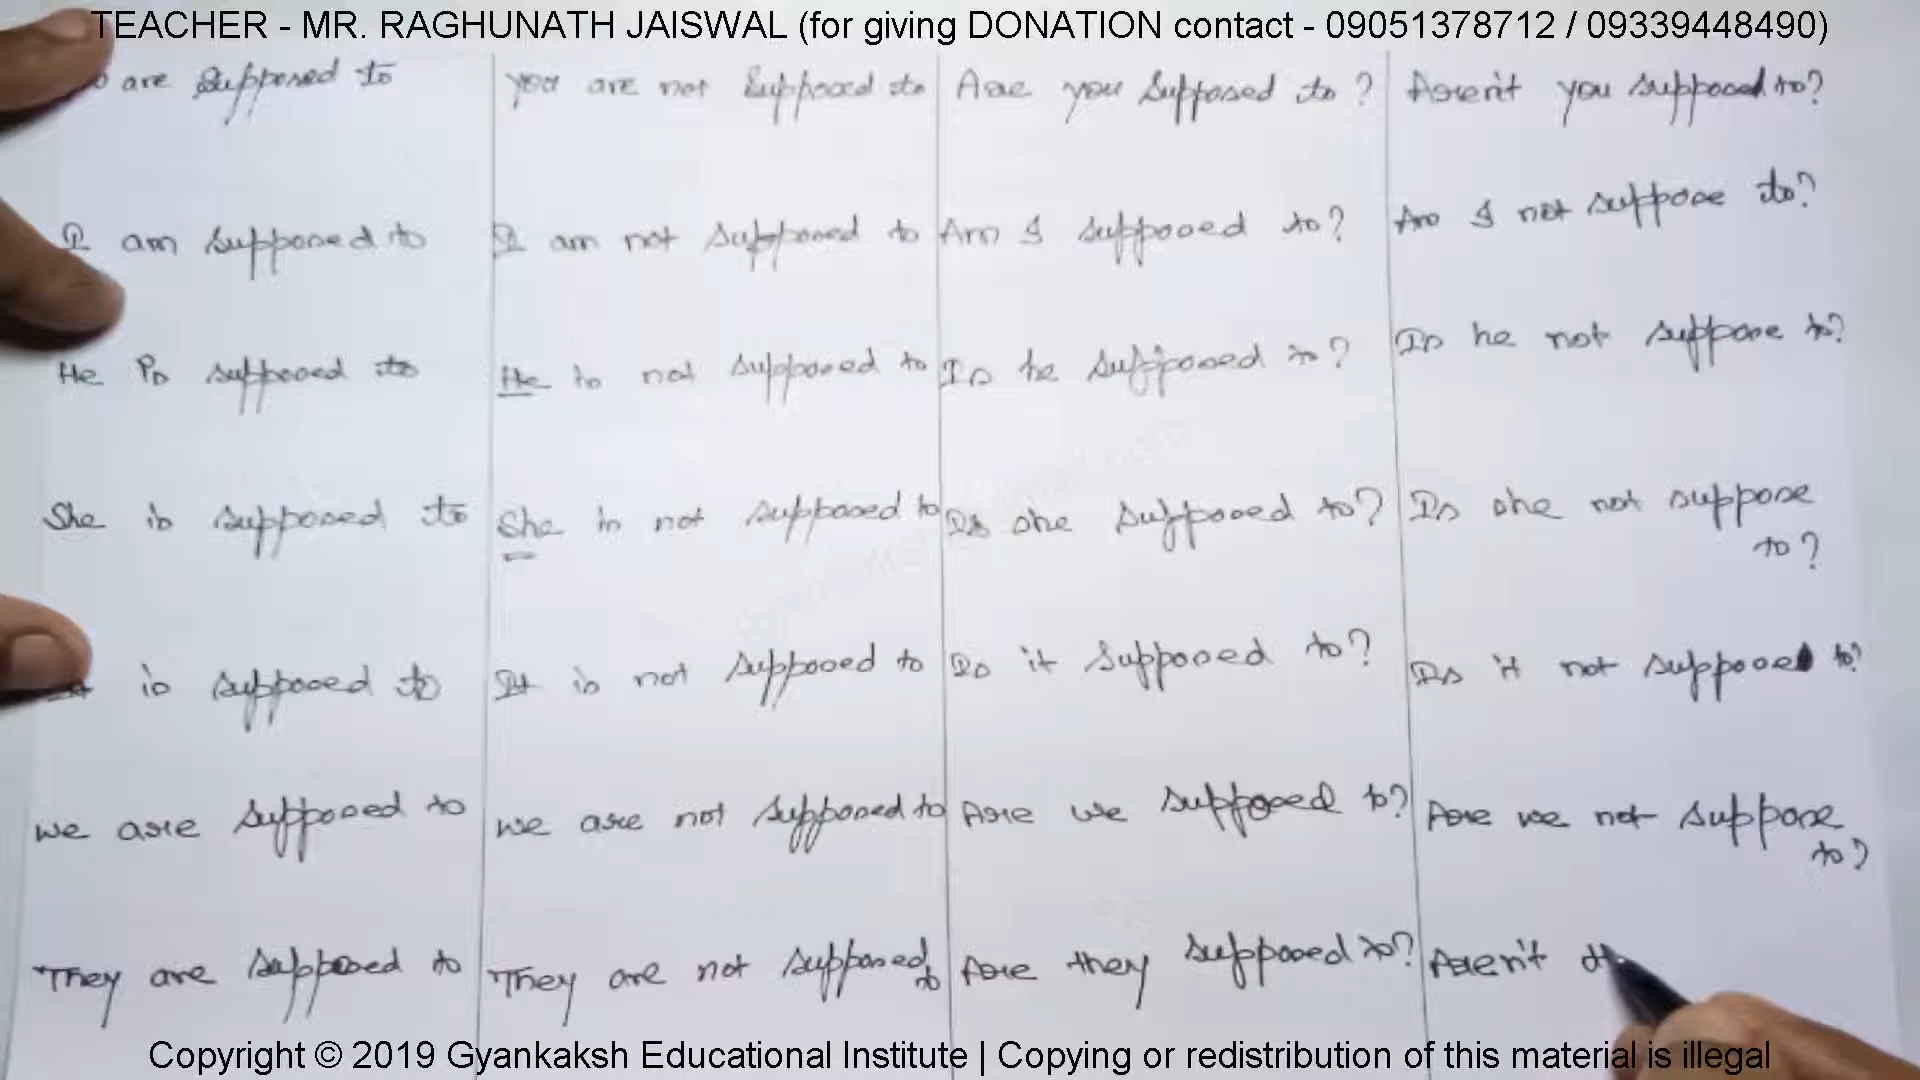 TEACHER - MR. RAGHUNATH JAISWAL (for giving DONATION contact - 09051378712 / 09339448490)
are supposed to | you are not supposed to | Are you supposed to ? | Aren't you supposed to?
I am supposed to | I am not supposed to | Am I supposed to? | Am I not suppose to?
He is supposed to | He is not supposed to | Is he supposed to? | Is he not suppose to?
She is supposed to | She is not supposed to | Is she supposed to? | Is she not suppose
to?
is supposed to | It is not supposed to | Is it supposed to? | Is it not suppose to?
we are supposed to | we are not supposed to | Are we supposed to? | Are we not suppose
to?
They are supposed to | They are not supposed to | Are they supposed to? | Aren't th
Copyright © 2019 Gyankaksh Educational Institute | Copying or redistribution of this material is illegal